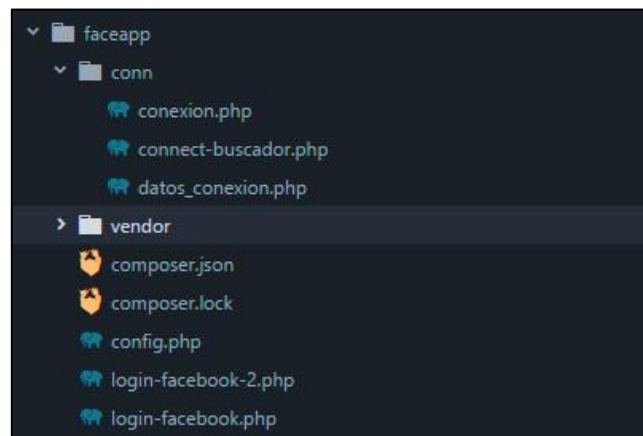 faceapp
conn
conexion.php
connect-buscador.php
datos_conexion.php
vendor
composer.json
composer.lock
config.php
login-facebook-2.php
login-facebook.php